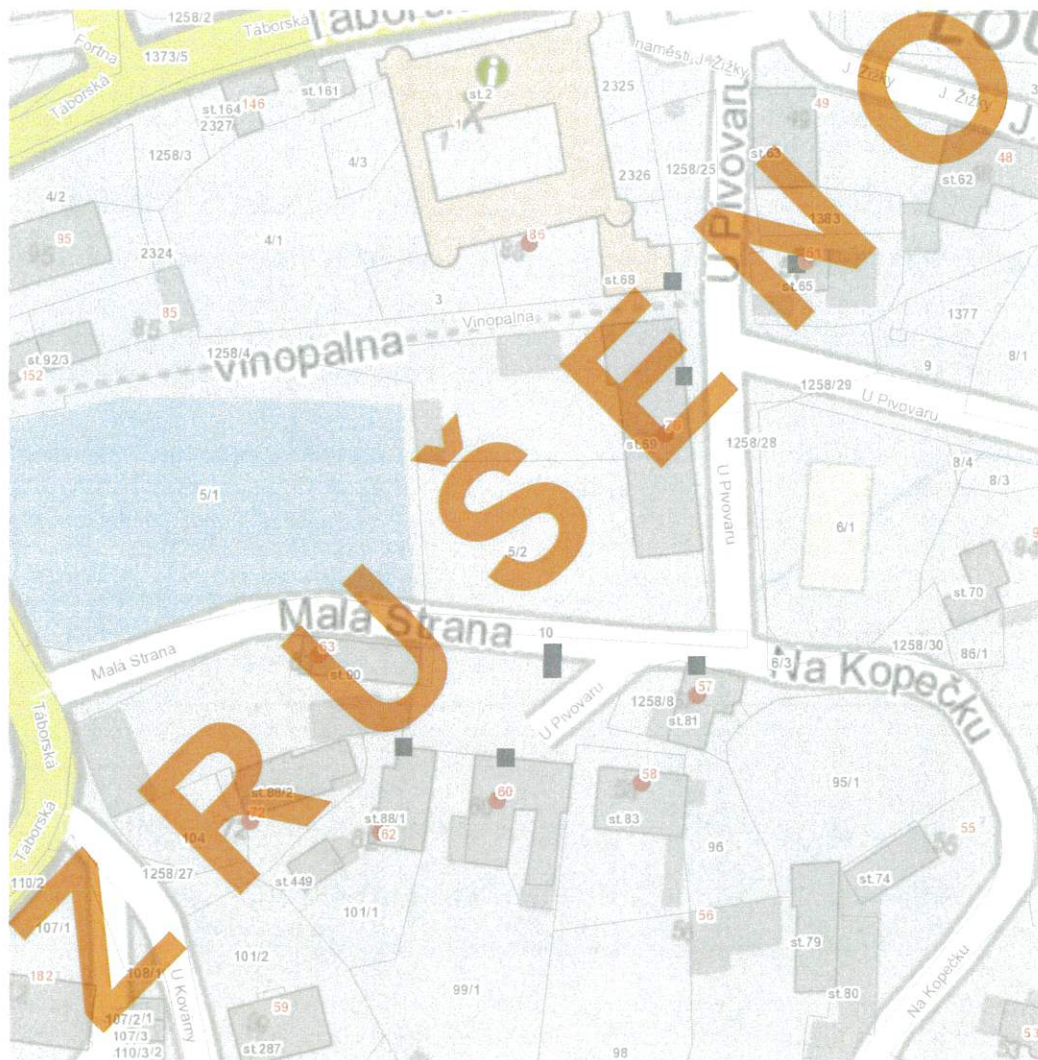 1258/2
Táborská
Fortna
1373/5
Táborská
náměstí J. Žižky
J. Žižky
J. Žižky
J.
st.161
st.164
146
2327
st.2
1
2325
49
st.63
48
st.62
1258/3
4/3
2326
1258/25
U Pivovaru
4/2
95
2324
4/1
86
1383
61
st.65
85
3
st.68
1377
Vinopalna
Vinopalna
1258/4
st.92/3
152
9
8/1
1258/29
U Pivovaru
70
st.69
1258/28
8/4
8/3
5/1
6/1
U Pivovaru
5/2
94
st.70
Malá Strana
10
1258/30
86/1
6/3
Na Kopečku
Malá Strana
63
st.90
57
1258/8
st.81
U Pivovaru
Táborská
Táborská
95/1
st.88/2
72
104
60
58
st.83
st.88/1
62
55
56
96
st.74
110/2
1258/27
st.449
101/1
56
107/1
st.79
182
108/1
101/2
U Kovárny
99/1
st.80
Na Kopečku
59
107/2
107/3
110/3
st.287
98
53
ZRUŠENO